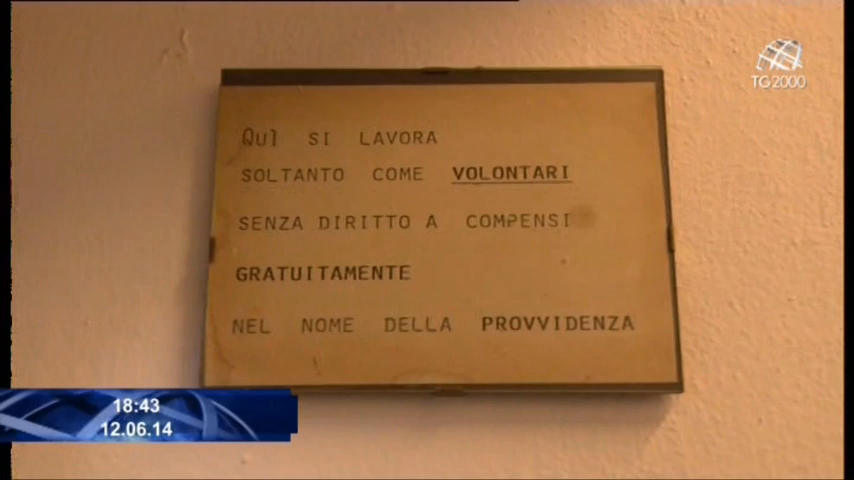 TG2000
QUI SI LAVORA
SOLTANTO COME VOLONTARI
SENZA DIRITTO A COMPENSI
GRATUITAMENTE
NEL NOME DELLA PROVVIDENZA
18:43
12.06.14